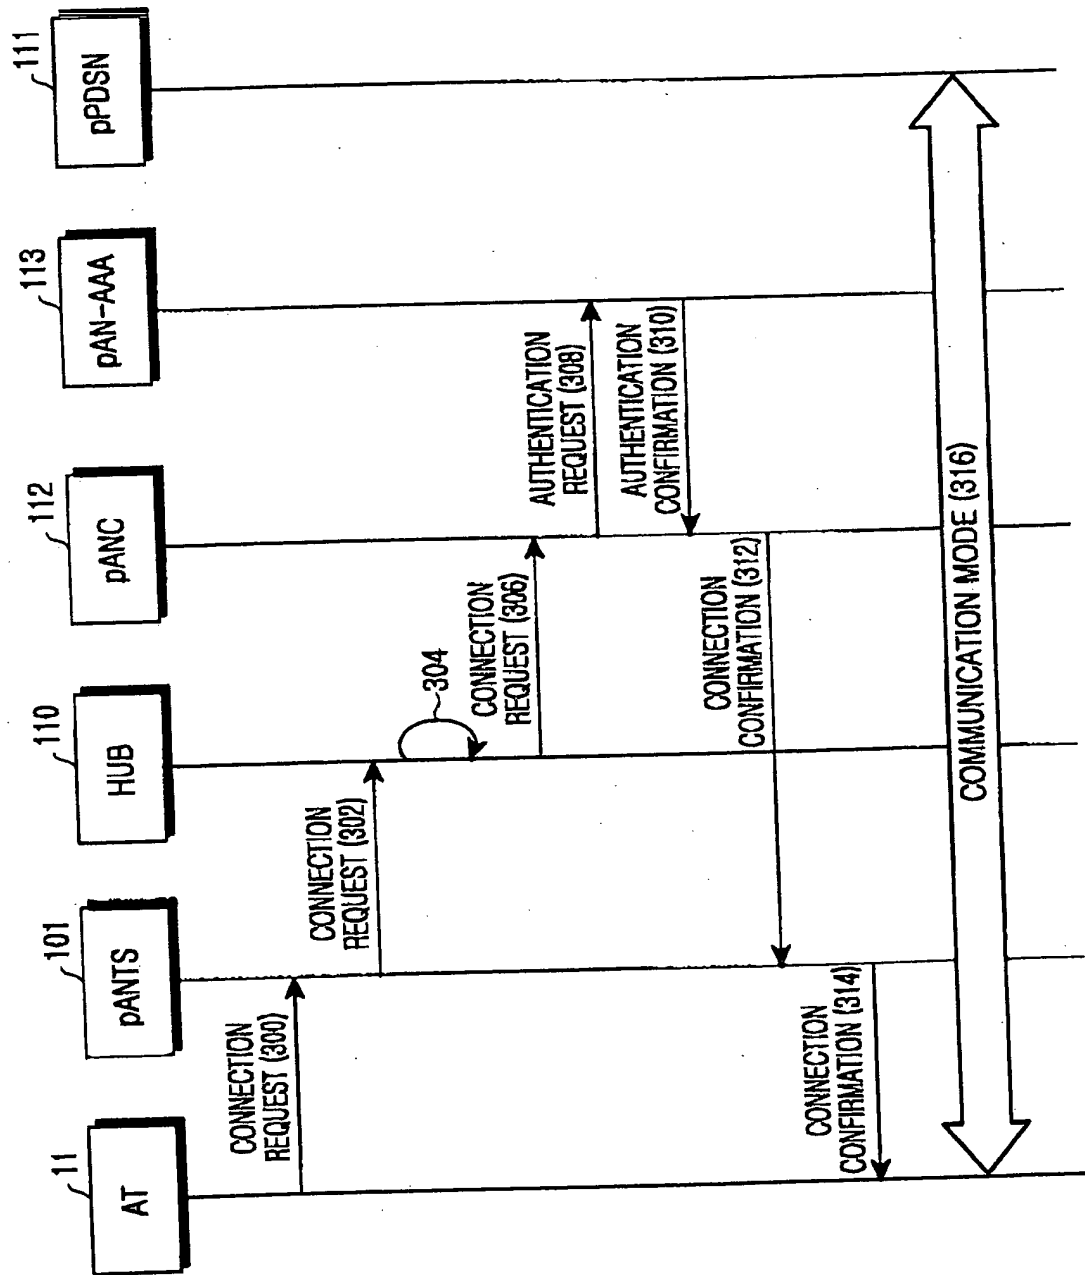 11
AT
101
pANTS
110
HUB
112
pANC
113
pAN-AAA
111
pPDSN
CONNECTION
REQUEST (300)
CONNECTION
REQUEST (302)
304
CONNECTION
REQUEST (306)
AUTHENTICATION
REQUEST (308)
AUTHENTICATION
CONFIRMATION (310)
CONNECTION
CONFIRMATION (312)
CONNECTION
CONFIRMATION (314)
COMMUNICATION MODE (316)